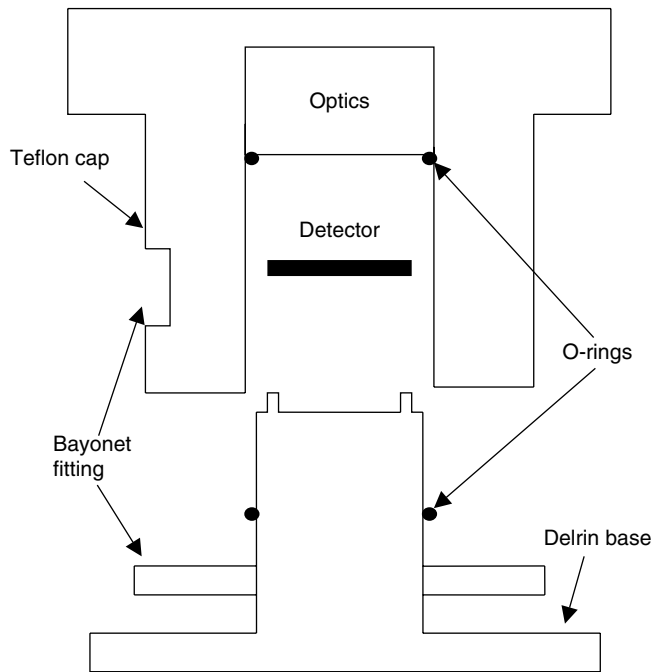 Optics
Teflon cap
Detector
O-rings
Bayonet
fitting
Delrin base